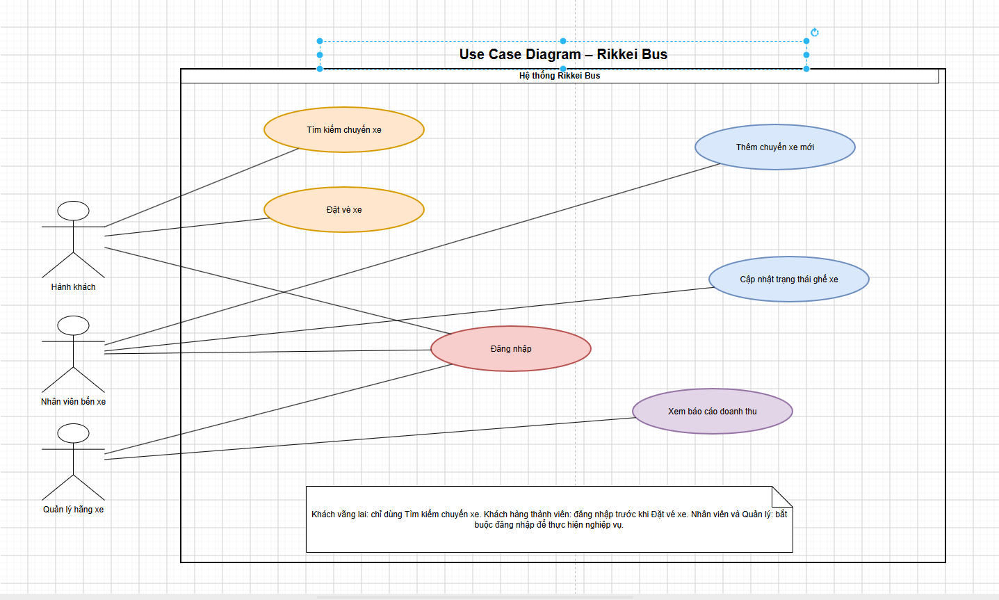 Use Case Diagram – Rikkei Bus
Hệ thống Rikkei Bus
Tìm kiếm chuyến xe
Thêm chuyến xe mới
Đặt vé xe
Hành khách
Cập nhật trạng thái ghế xe
Đăng nhập
Nhân viên bến xe
Xem báo cáo doanh thu
Quản lý hãng xe
Khách vãng lai: chỉ dùng Tìm kiếm chuyến xe. Khách hàng thành viên: đăng nhập trước khi Đặt vé xe. Nhân viên và Quản lý: bắt
buộc đăng nhập để thực hiện nghiệp vụ.